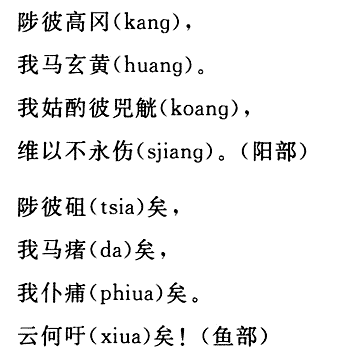 陟彼高冈(kang)，
我马玄黄(huang)。
我姑酌彼兕觥(koang)，
维以不永伤(sjiang)。(阳部)
陟彼砠(tsia)矣，
我马瘏(da)矣，
我仆痡(phiua)矣。
云何吁(xiua)矣！(鱼部)